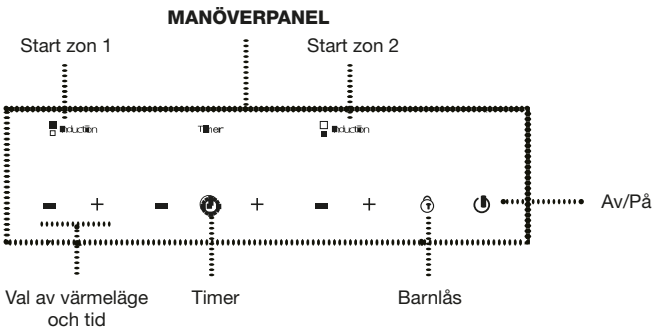 MANÖVERPANEL
Start zon 1
Start zon 2
Induction
Timer
Induction
Av/På
Val av värmeläge
och tid
Timer
Barnlås